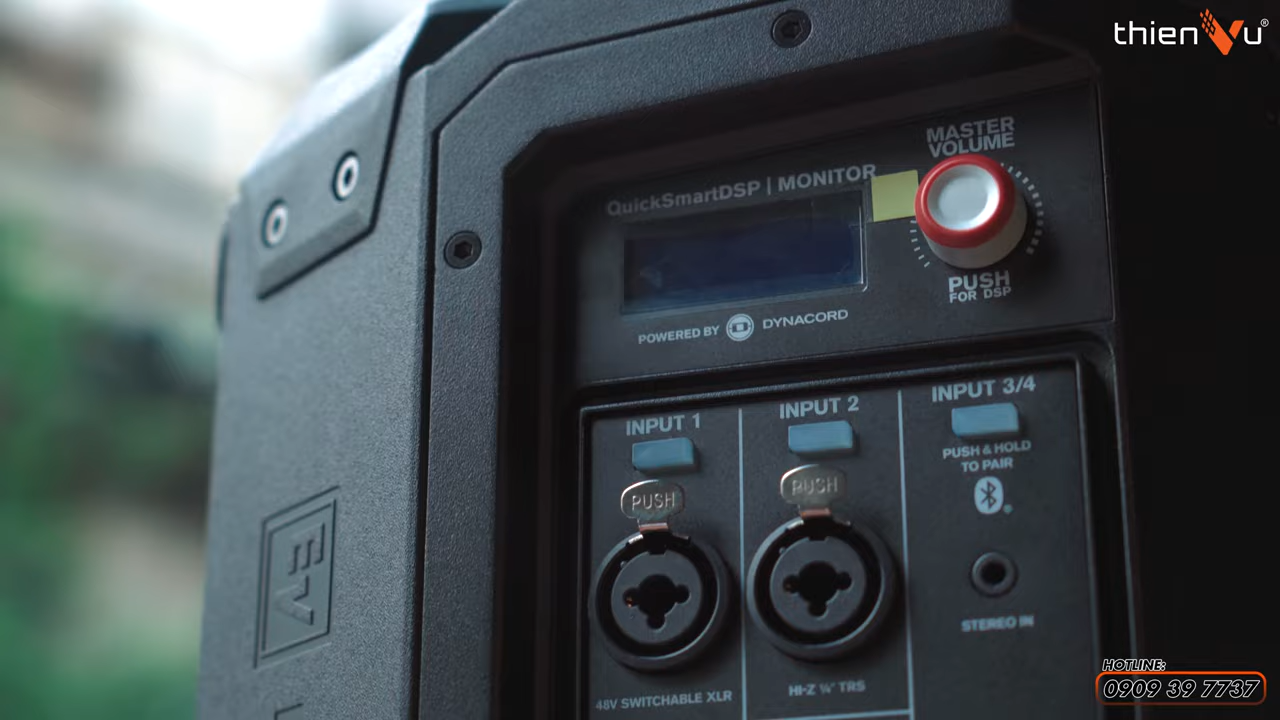 thienVu®
MASTER
VOLUME
QuickSmartDSP | MONITOR
PUSH
FOR DSP
POWERED BY DYNACORD
INPUT 1
INPUT 2
INPUT 3/4
PUSH & HOLD
TO PAIR
PUSH
PUSH
EV
STEREO IN
48V SWITCHABLE XLR
HI-Z ¼" TRS
HOTLINE:
0909 39 7737